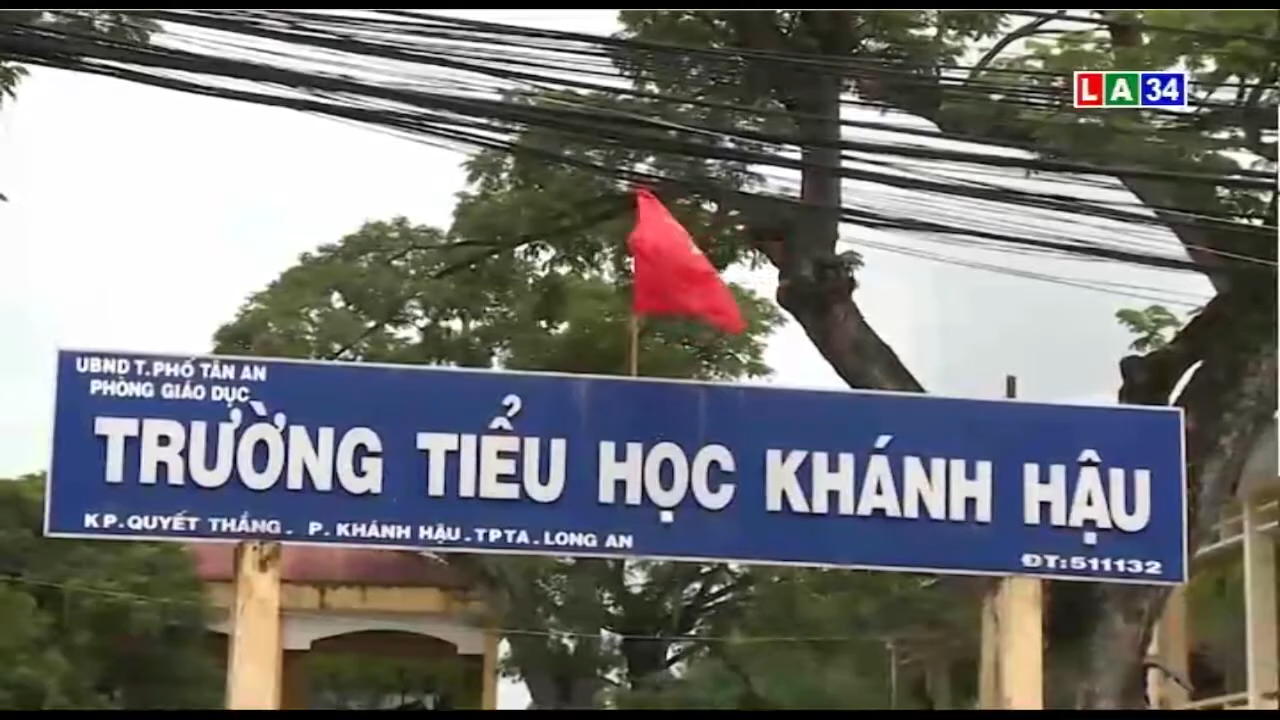 LA34
UBND T.PHỐ TÂN AN
PHÒNG GIÁO DỤC
TRƯỜNG TIỂU HỌC KHÁNH HẬU
KP.QUYẾT THẮNG. P. KHÁNH HẬU.TPTA.LONG AN
ĐT:511132